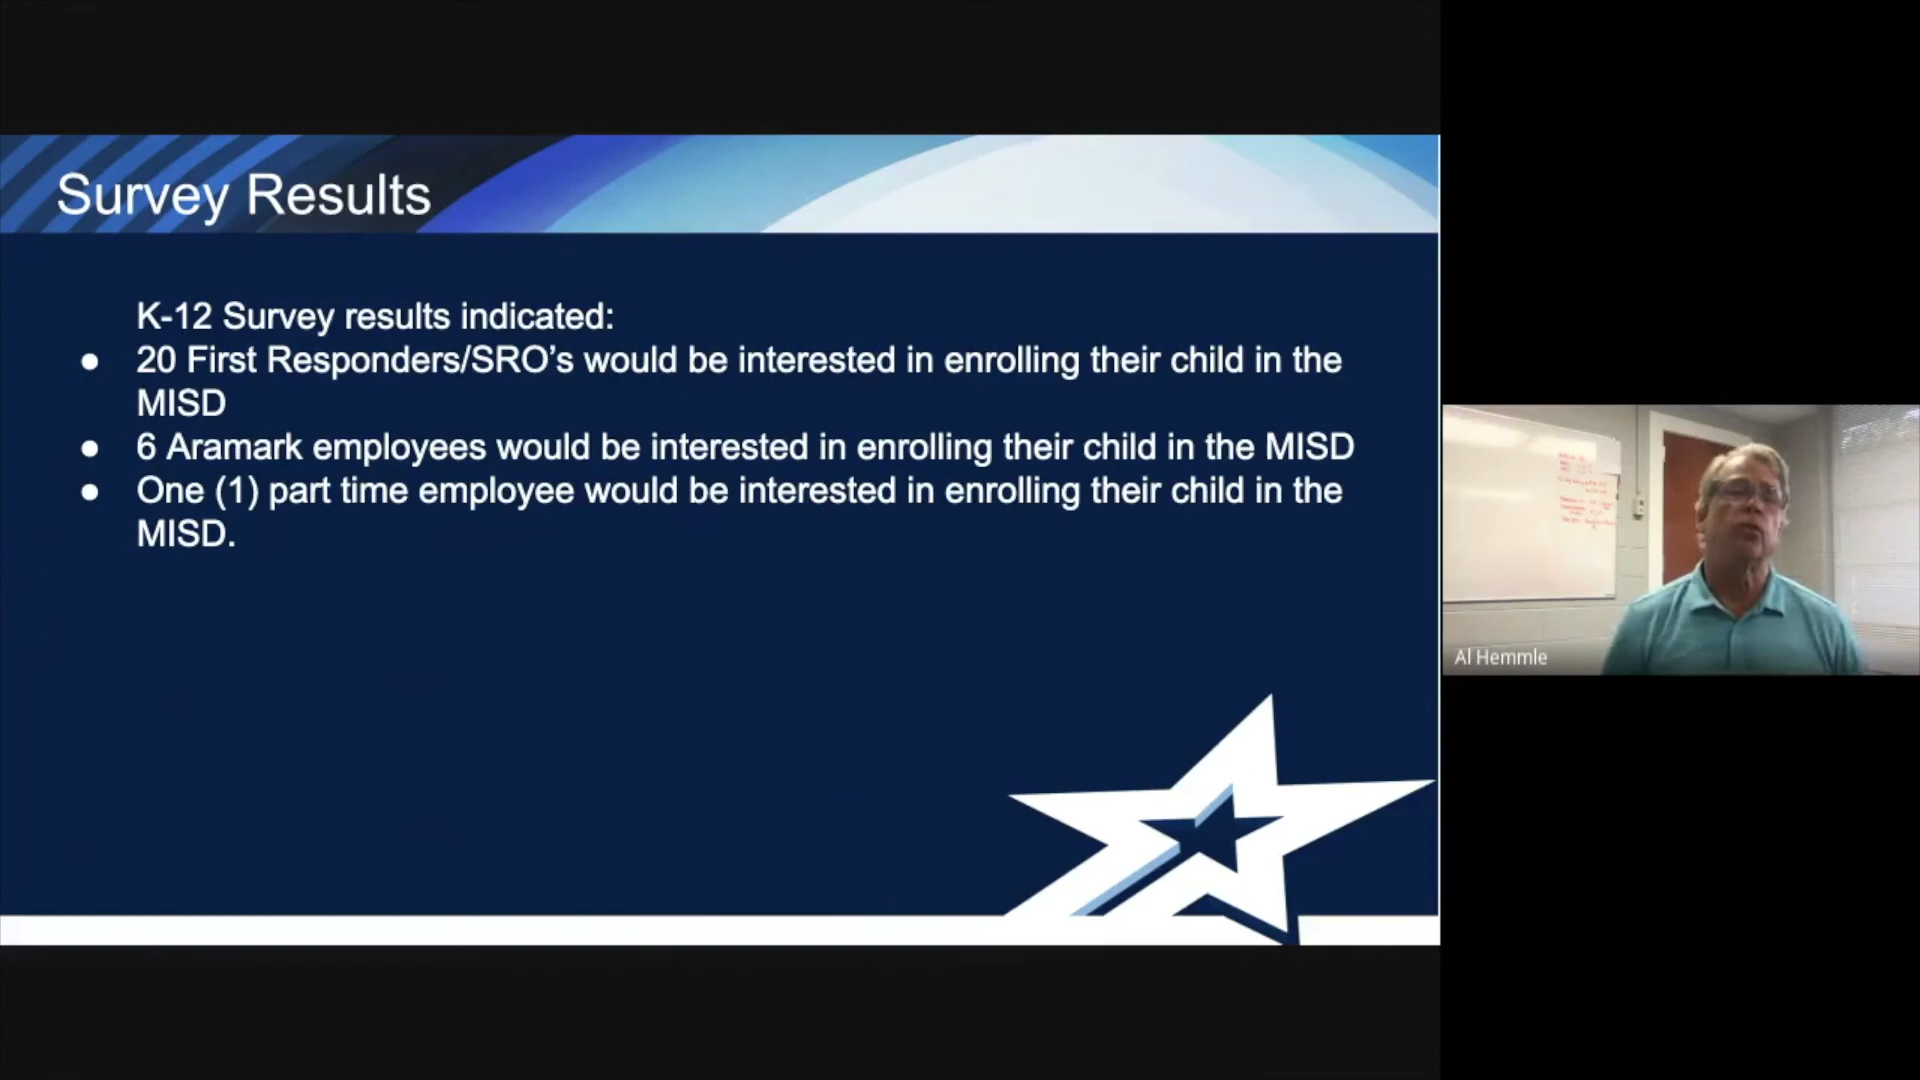 Survey Results
K-12 Survey results indicated:
● 20 First Responders/SRO's would be interested in enrolling their child in the
MISD
● 6 Aramark employees would be interested in enrolling their child in the MISD
● One (1) part time employee would be interested in enrolling their child in the
MISD.
Al Hemmle